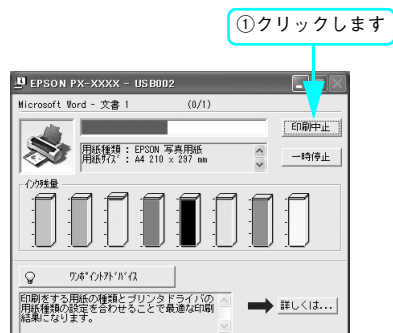 ①クリックします
EPSON PX-XXXX - USB002
Microsoft Word - 文書 1 (0/1)
印刷中止
用紙種類 : EPSON 写真用紙
用紙ｻｲｽﾞ : A4 210 x 297 mm
一時停止
ｲﾝｸ残量
ﾜﾝﾎﾟｲﾝﾄｱﾄﾞﾊﾞｲｽ
印刷をする用紙の種類とプリンタドライバの
用紙種類の設定を合わせることで最適な印刷
結果になります。
詳しくは...